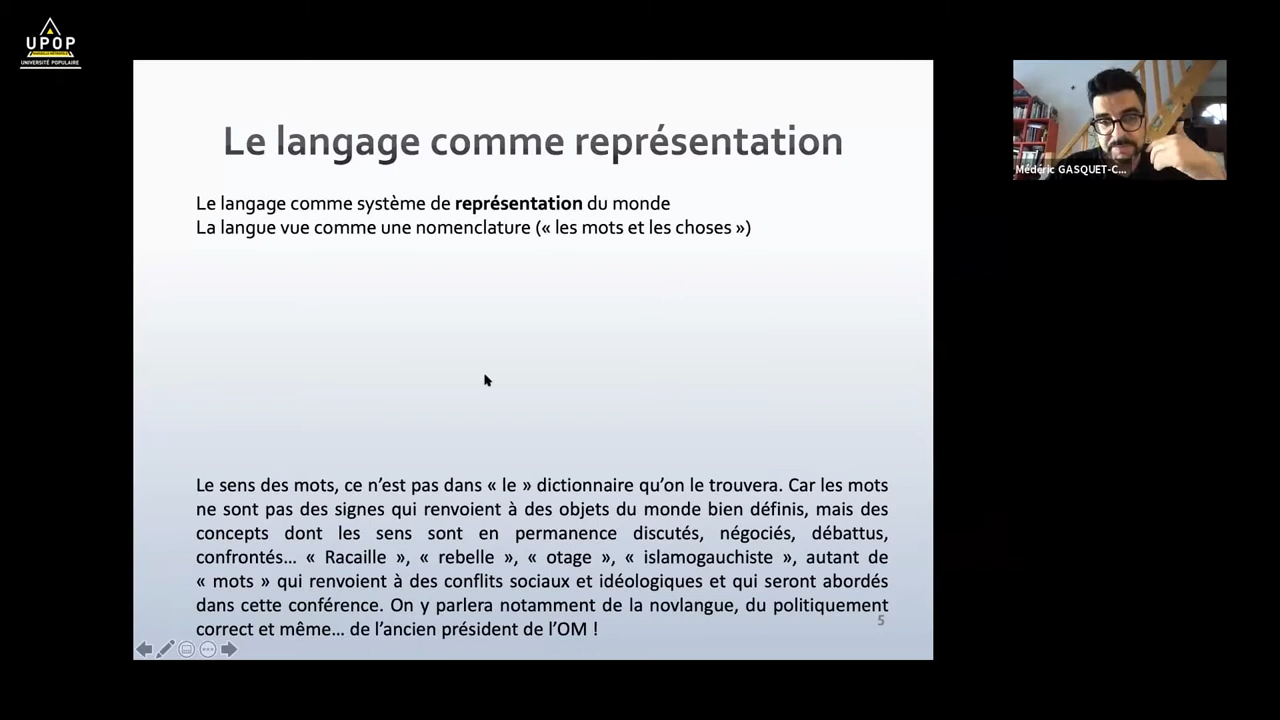 UPOP
UNIVERSITÉ POPULAIRE
Le langage comme représentation
Le langage comme système de représentation du monde
La langue vue comme une nomenclature (« les mots et les choses »)
Médéric GASQUET-C...
Le sens des mots, ce n’est pas dans « le » dictionnaire qu’on le trouvera. Car les mots
ne sont pas des signes qui renvoient à des objets du monde bien définis, mais des
concepts dont les sens sont en permanence discutés, négociés, débattus,
confrontés… « Racaille », « rebelle », « otage », « islamogauchiste », autant de
« mots » qui renvoient à des conflits sociaux et idéologiques et qui seront abordés
dans cette conférence. On y parlera notamment de la novlangue, du politiquement
correct et même… de l’ancien président de l’OM !
5